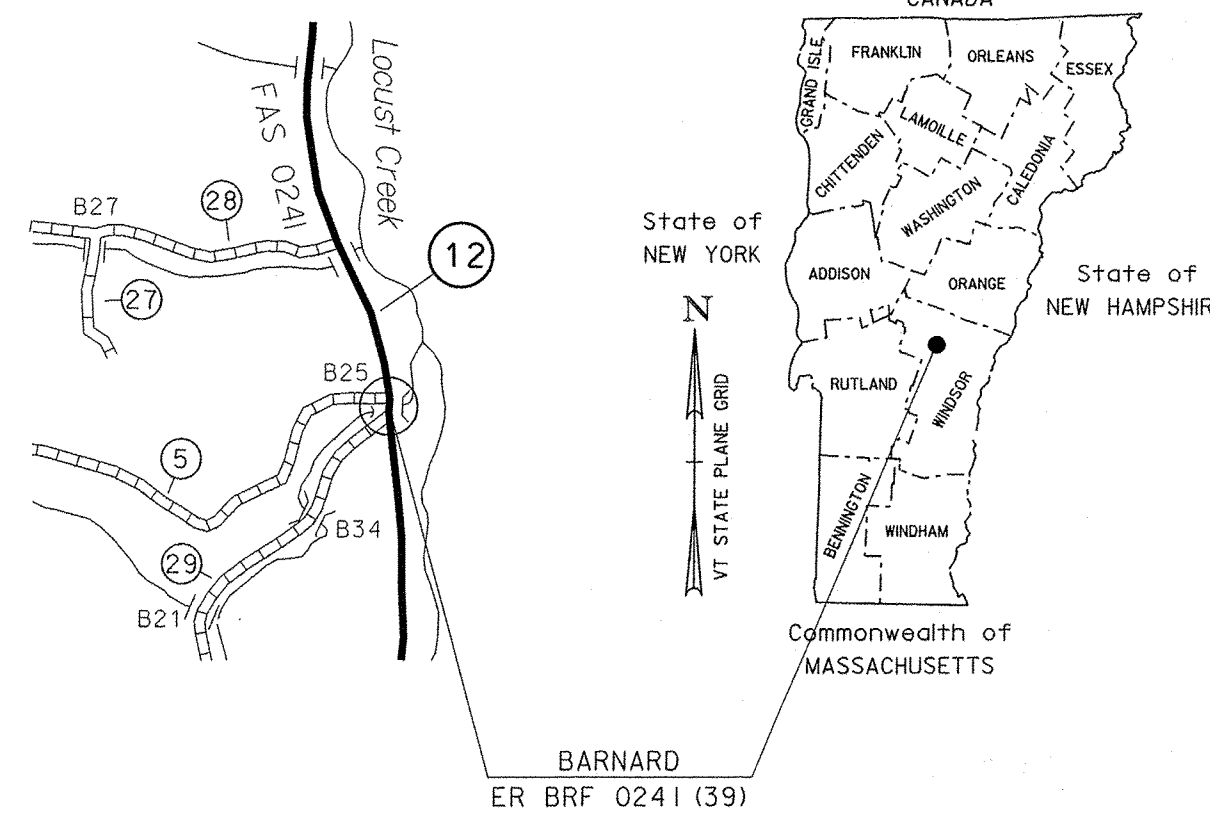 CANADA
Locust Creek
FAS 0241
B27
28
12
27
B25
5
B34
29
B21
GRAND ISLE
FRANKLIN
ORLEANS
ESSEX
LAMOILLE
CHITTENDEN
CALEDONIA
WASHINGTON
State of
NEW YORK
ADDISON
ORANGE
State of
NEW HAMPSHIR
N
VT STATE PLANE GRID
RUTLAND
WINDSOR
BENNINGTON
WINDHAM
Commonwealth of
MASSACHUSETTS
BARNARD
ER BRF 0241 (39)